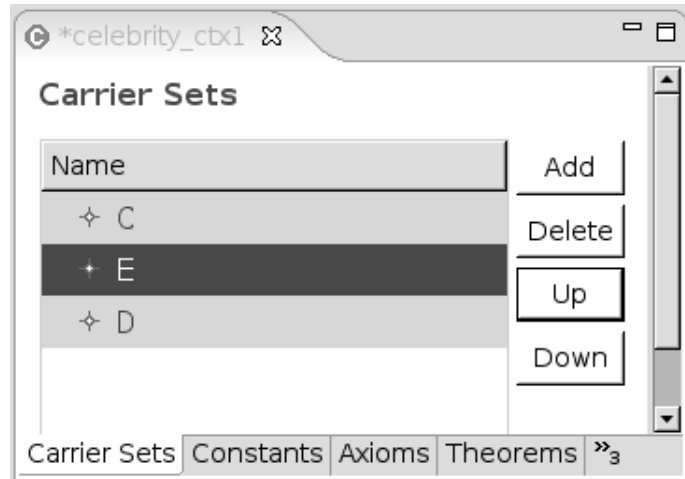 *celebrity_ctx1
Carrier Sets
Name
Add
C
Delete
E
Up
D
Down
Carrier Sets Constants Axioms Theorems »3